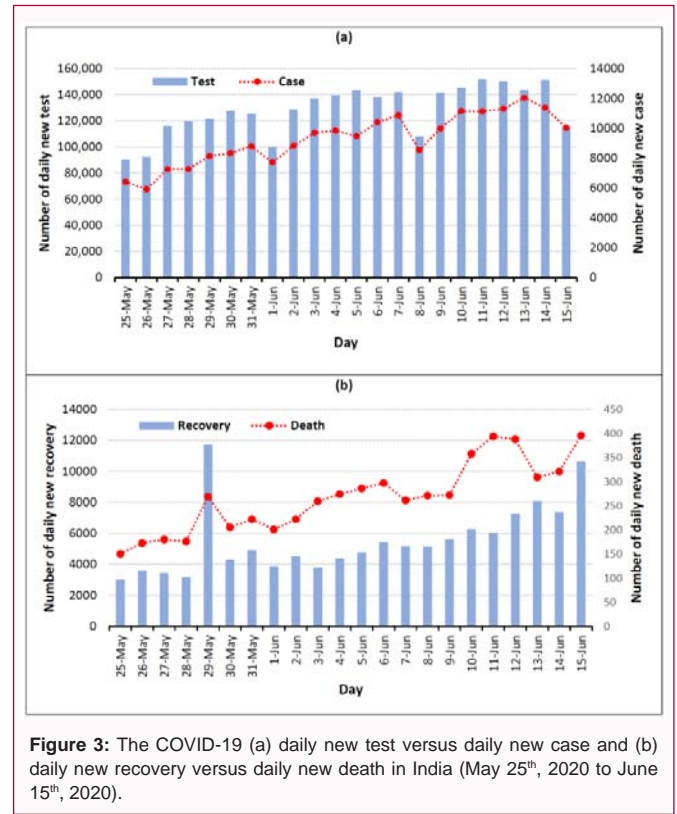 (a)
Test Case
Number of daily new test
160,000
140,000
120,000
100,000
80,000
60,000
40,000
20,000
0
14000
12000
10000
8000
6000
4000
2000
0
Number of daily new case
25-May 26-May 27-May 28-May 29-May 30-May 31-May 1-Jun 2-Jun 3-Jun 4-Jun 5-Jun 6-Jun 7-Jun 8-Jun 9-Jun 10-Jun 11-Jun 12-Jun 13-Jun 14-Jun 15-Jun
Day
(b)
Recovery Death
Number of daily new recovery
14000
12000
10000
8000
6000
4000
2000
0
450
400
350
300
250
200
150
100
50
0
Number of daily new death
25-May 26-May 27-May 28-May 29-May 30-May 31-May 1-Jun 2-Jun 3-Jun 4-Jun 5-Jun 6-Jun 7-Jun 8-Jun 9-Jun 10-Jun 11-Jun 12-Jun 13-Jun 14-Jun 15-Jun
Day
Figure 3: The COVID-19 (a) daily new test versus daily new case and (b)
daily new recovery versus daily new death in India (May 25th, 2020 to June
15th, 2020).